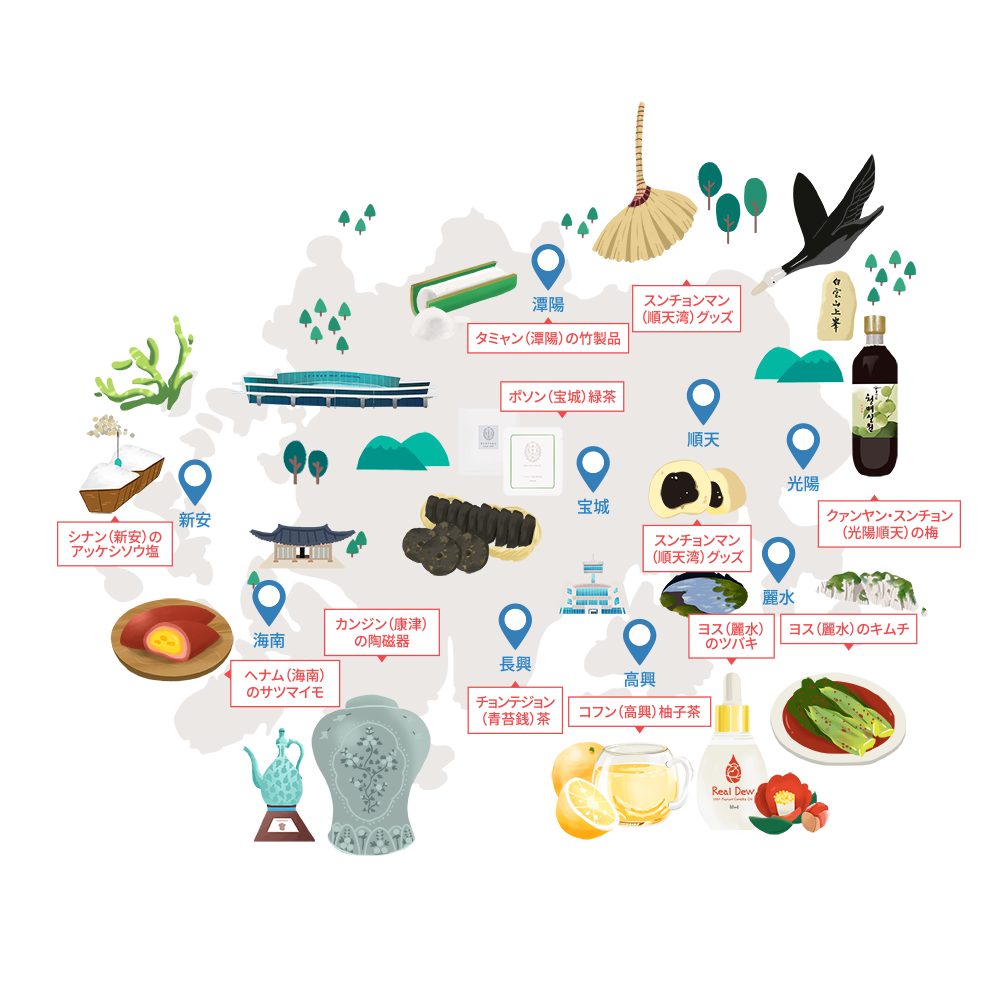 潭陽
タミャン（潭陽）の竹製品
スンチョンマン
（順天湾）グッズ
白雲山上峯
ポソン（宝城）緑茶
順天
光陽
宝城
新安
シナン（新安）の
アッケシソウ塩
スンチョンマン
（順天湾）グッズ
クァンヤン・スンチョン
（光陽順天）の梅
麗水
海南
カンジン（康津）
の陶磁器
長興
高興
ヨス（麗水）
のツバキ
ヨス（麗水）のキムチ
ヘナム（海南）
のサツマイモ
チョンテジョン
（青苔銭）茶
コフン（高興）柚子茶
Real Dew